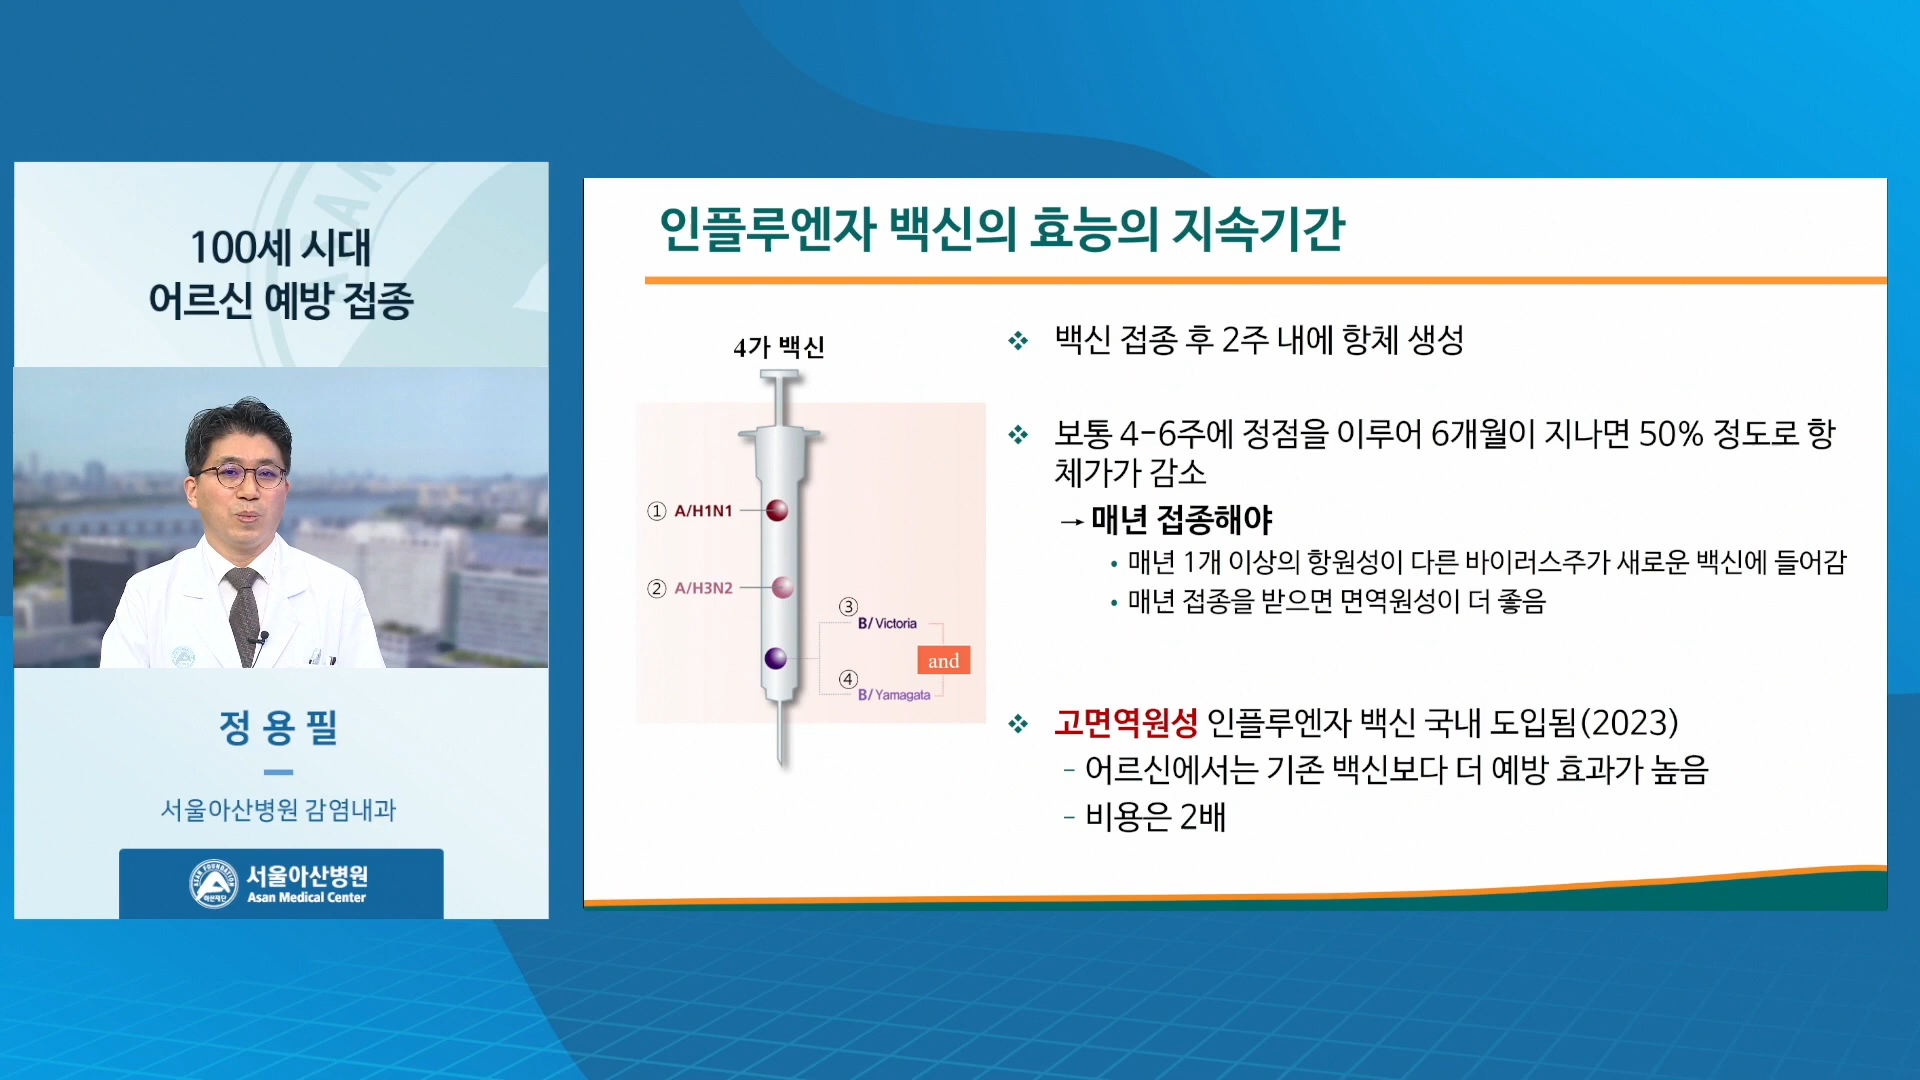 100세 시대
어르신 예방 접종
정용필
서울아산병원 감염내과
서울아산병원
Asan Medical Center
인플루엔자 백신의 효능의 지속기간
4가 백신
① A/H1N1
② A/H3N2
③
B/Victoria
and
④
B/Yamagata
❖ 백신 접종 후 2주 내에 항체 생성
❖ 보통 4-6주에 정점을 이루어 6개월이 지나면 50% 정도로 항
체가가 감소
→ 매년 접종해야
• 매년 1개 이상의 항원성이 다른 바이러스주가 새로운 백신에 들어감
• 매년 접종을 받으면 면역원성이 더 좋음
❖ 고면역원성 인플루엔자 백신 국내 도입됨(2023)
- 어르신에서는 기존 백신보다 더 예방 효과가 높음
- 비용은 2배